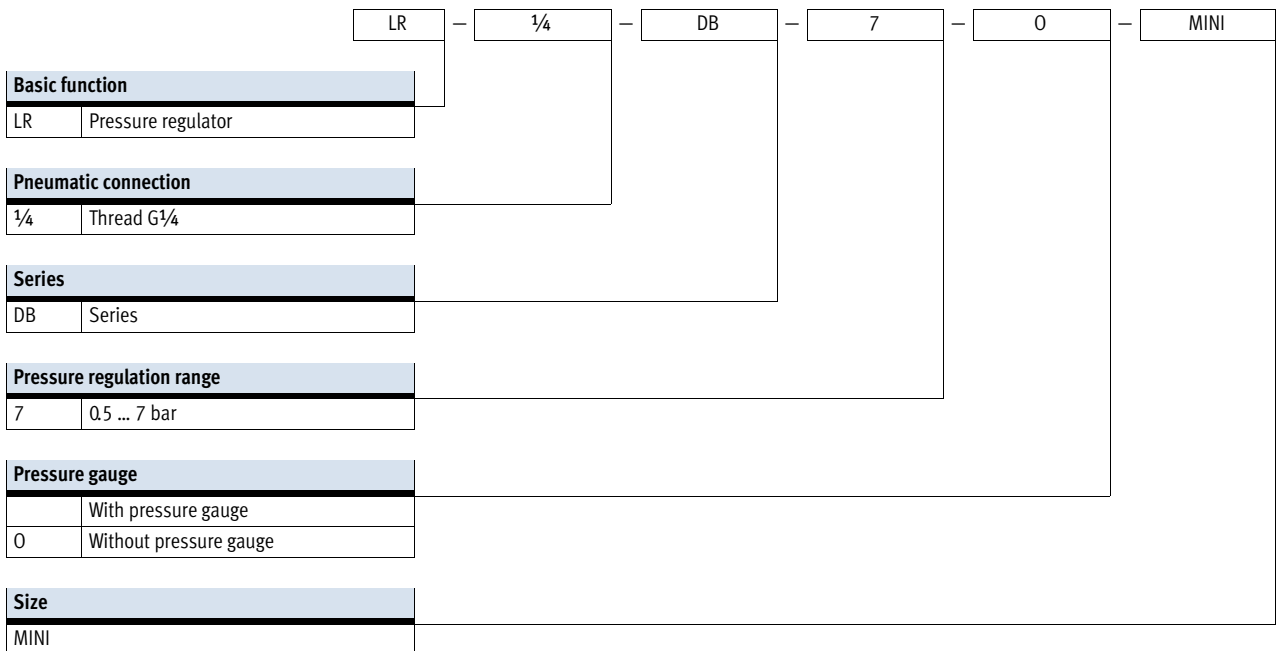 LR – ¼ – DB – 7 – O – MINI
Basic function
LR Pressure regulator
Pneumatic connection
¼ Thread G¼
Series
DB Series
Pressure regulation range
7 0.5 ... 7 bar
Pressure gauge
With pressure gauge
O Without pressure gauge
Size
MINI